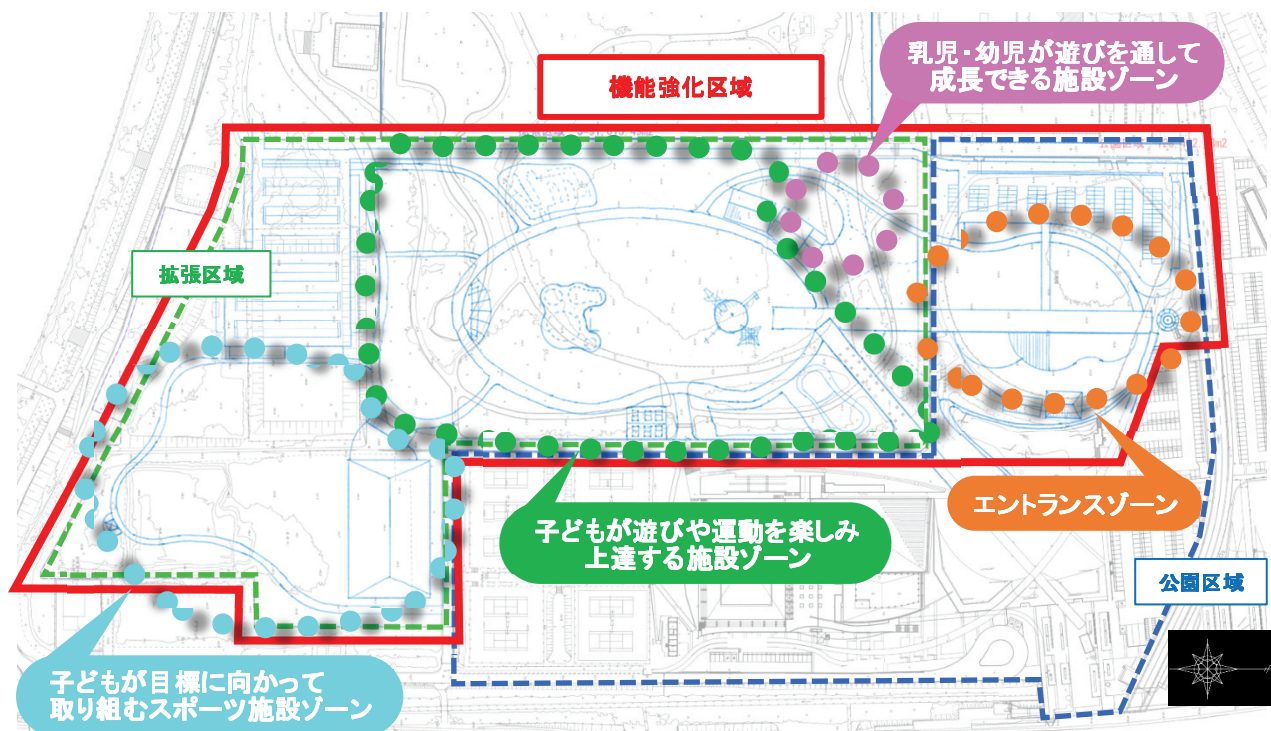 乳児・幼児が遊びを通して
成長できる施設ゾーン
機能強化区域
拡張区域
エントランスゾーン
子どもが遊びや運動を楽しみ
上達する施設ゾーン
公園区域
子どもが目標に向かって
取り組むスポーツ施設ゾーン